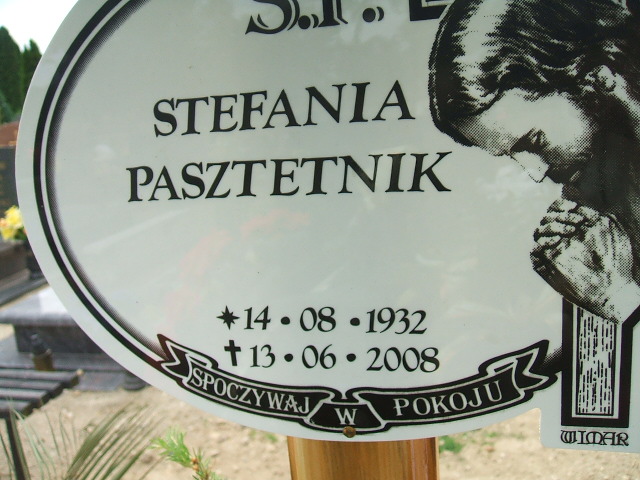 Ś.P.
STEFANIA
PASZTETNIK
✶14 • 08 • 1932
✝13 • 06 • 2008
SPOCZYWAJ W POKOJU
WIMAR